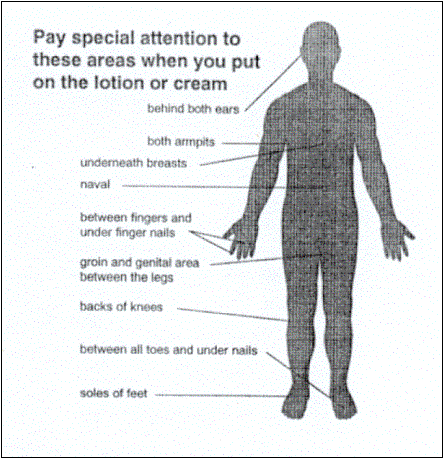 Pay special attention to
these areas when you put
on the lotion or cream
behind both ears
both armpits
underneath breasts
naval
between fingers and
under finger nails
groin and genital area
between the legs
backs of knees
between all toes and under nails
soles of feet